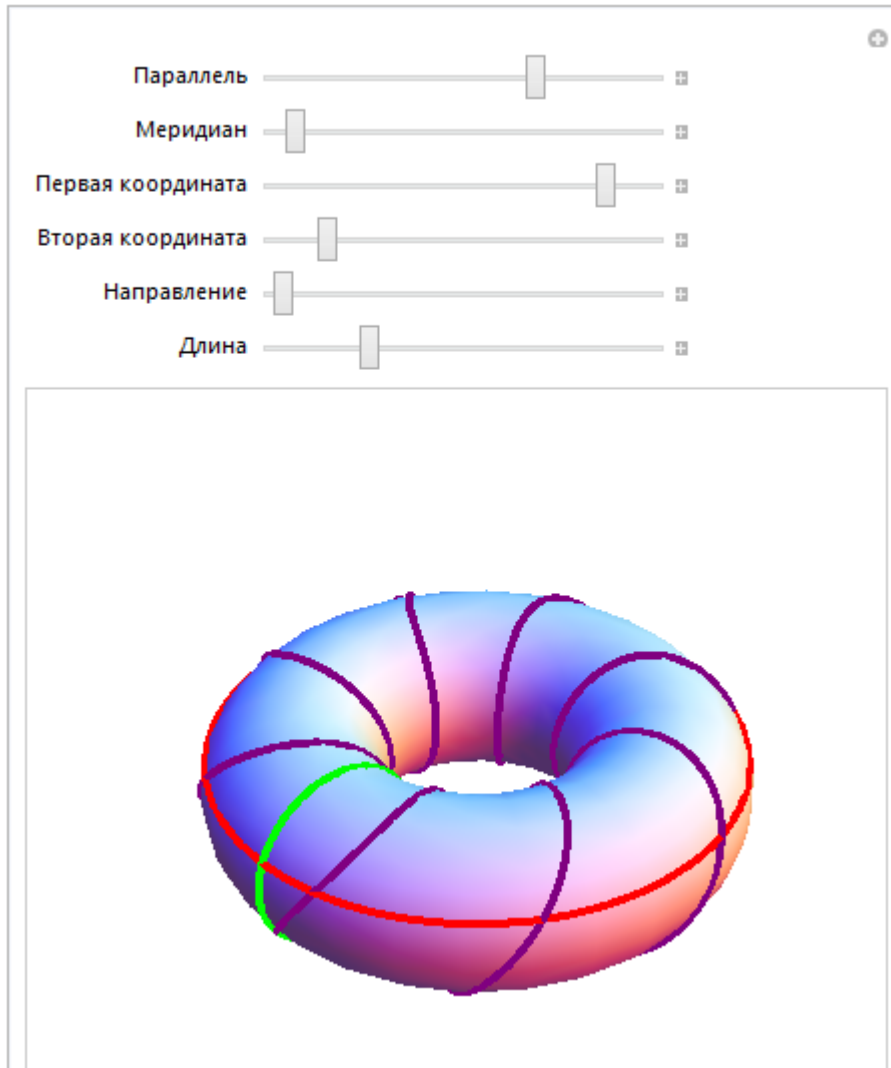 Параллель
Меридиан
Первая координата
Вторая координата
Направление
Длина